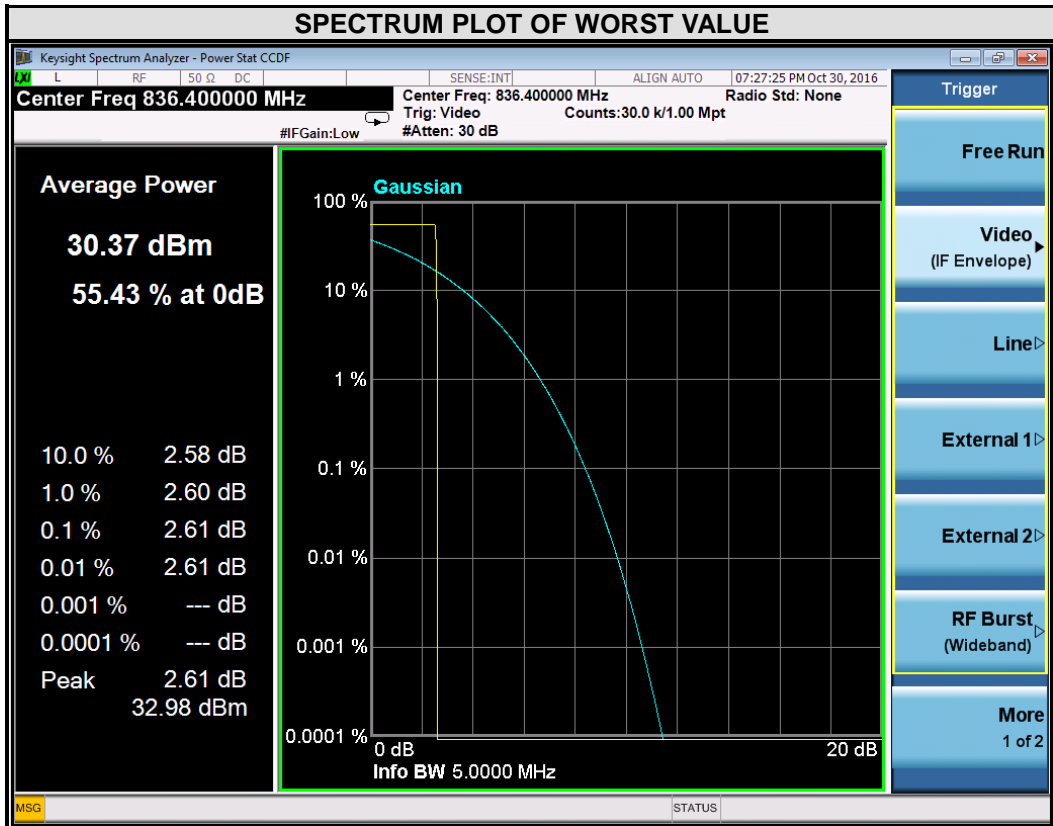 SPECTRUM PLOT OF WORST VALUE
Keysight Spectrum Analyzer - Power Stat CCDF
LXI L RF 50 Ω DC SENSE:INT ALIGN AUTO 07:27:25 PM Oct 30, 2016
Center Freq 836.400000 MHz
Center Freq: 836.400000 MHz Radio Std: None
Trig: Video Counts:30.0 k/1.00 Mpt
#IFGain:Low #Atten: 30 dB
Average Power
30.37 dBm
55.43 % at 0dB
10.0 % 2.58 dB
1.0 % 2.60 dB
0.1 % 2.61 dB
0.01 % 2.61 dB
0.001 % --- dB
0.0001 % --- dB
Peak 2.61 dB
32.98 dBm
Gaussian
100 %
10 %
1 %
0.1 %
0.01 %
0.001 %
0.0001 %
0 dB 20 dB
Info BW 5.0000 MHz
Trigger
Free Run
Video
(IF Envelope)
Line
External 1
External 2
RF Burst
(Wideband)
More
1 of 2
MSG STATUS